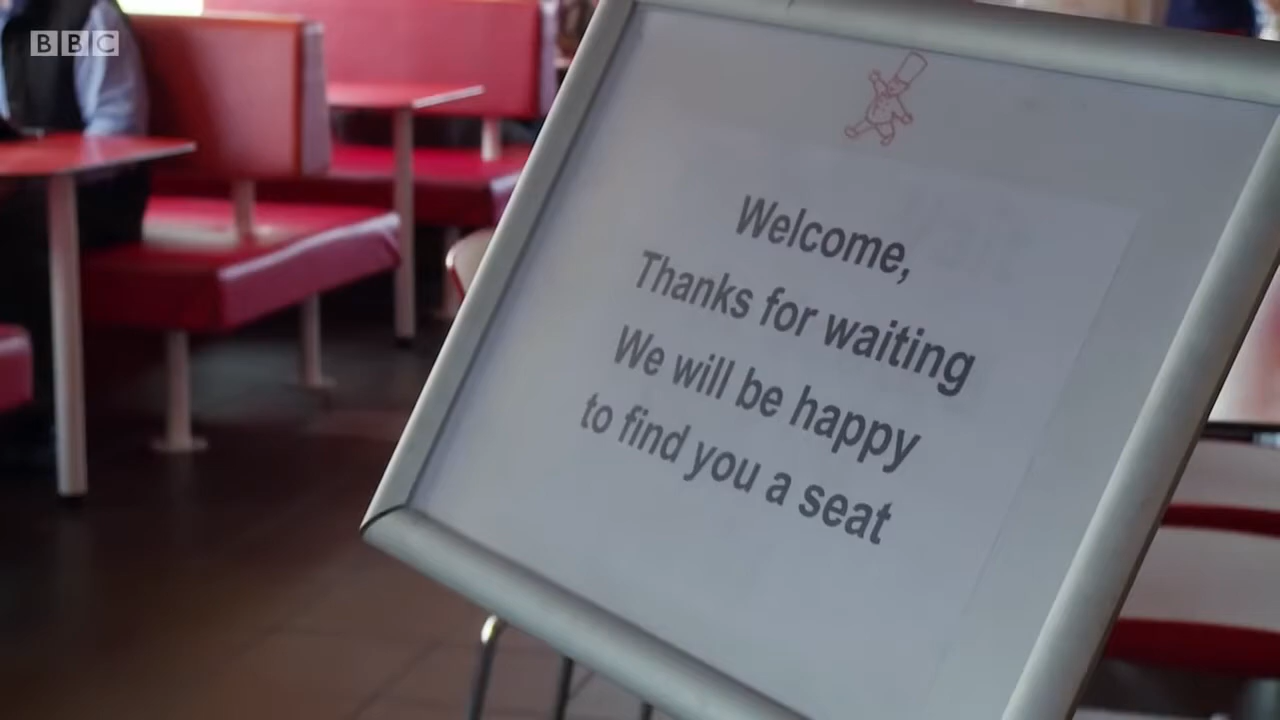 BBC
Welcome,
Thanks for waiting
We will be happy
to find you a seat